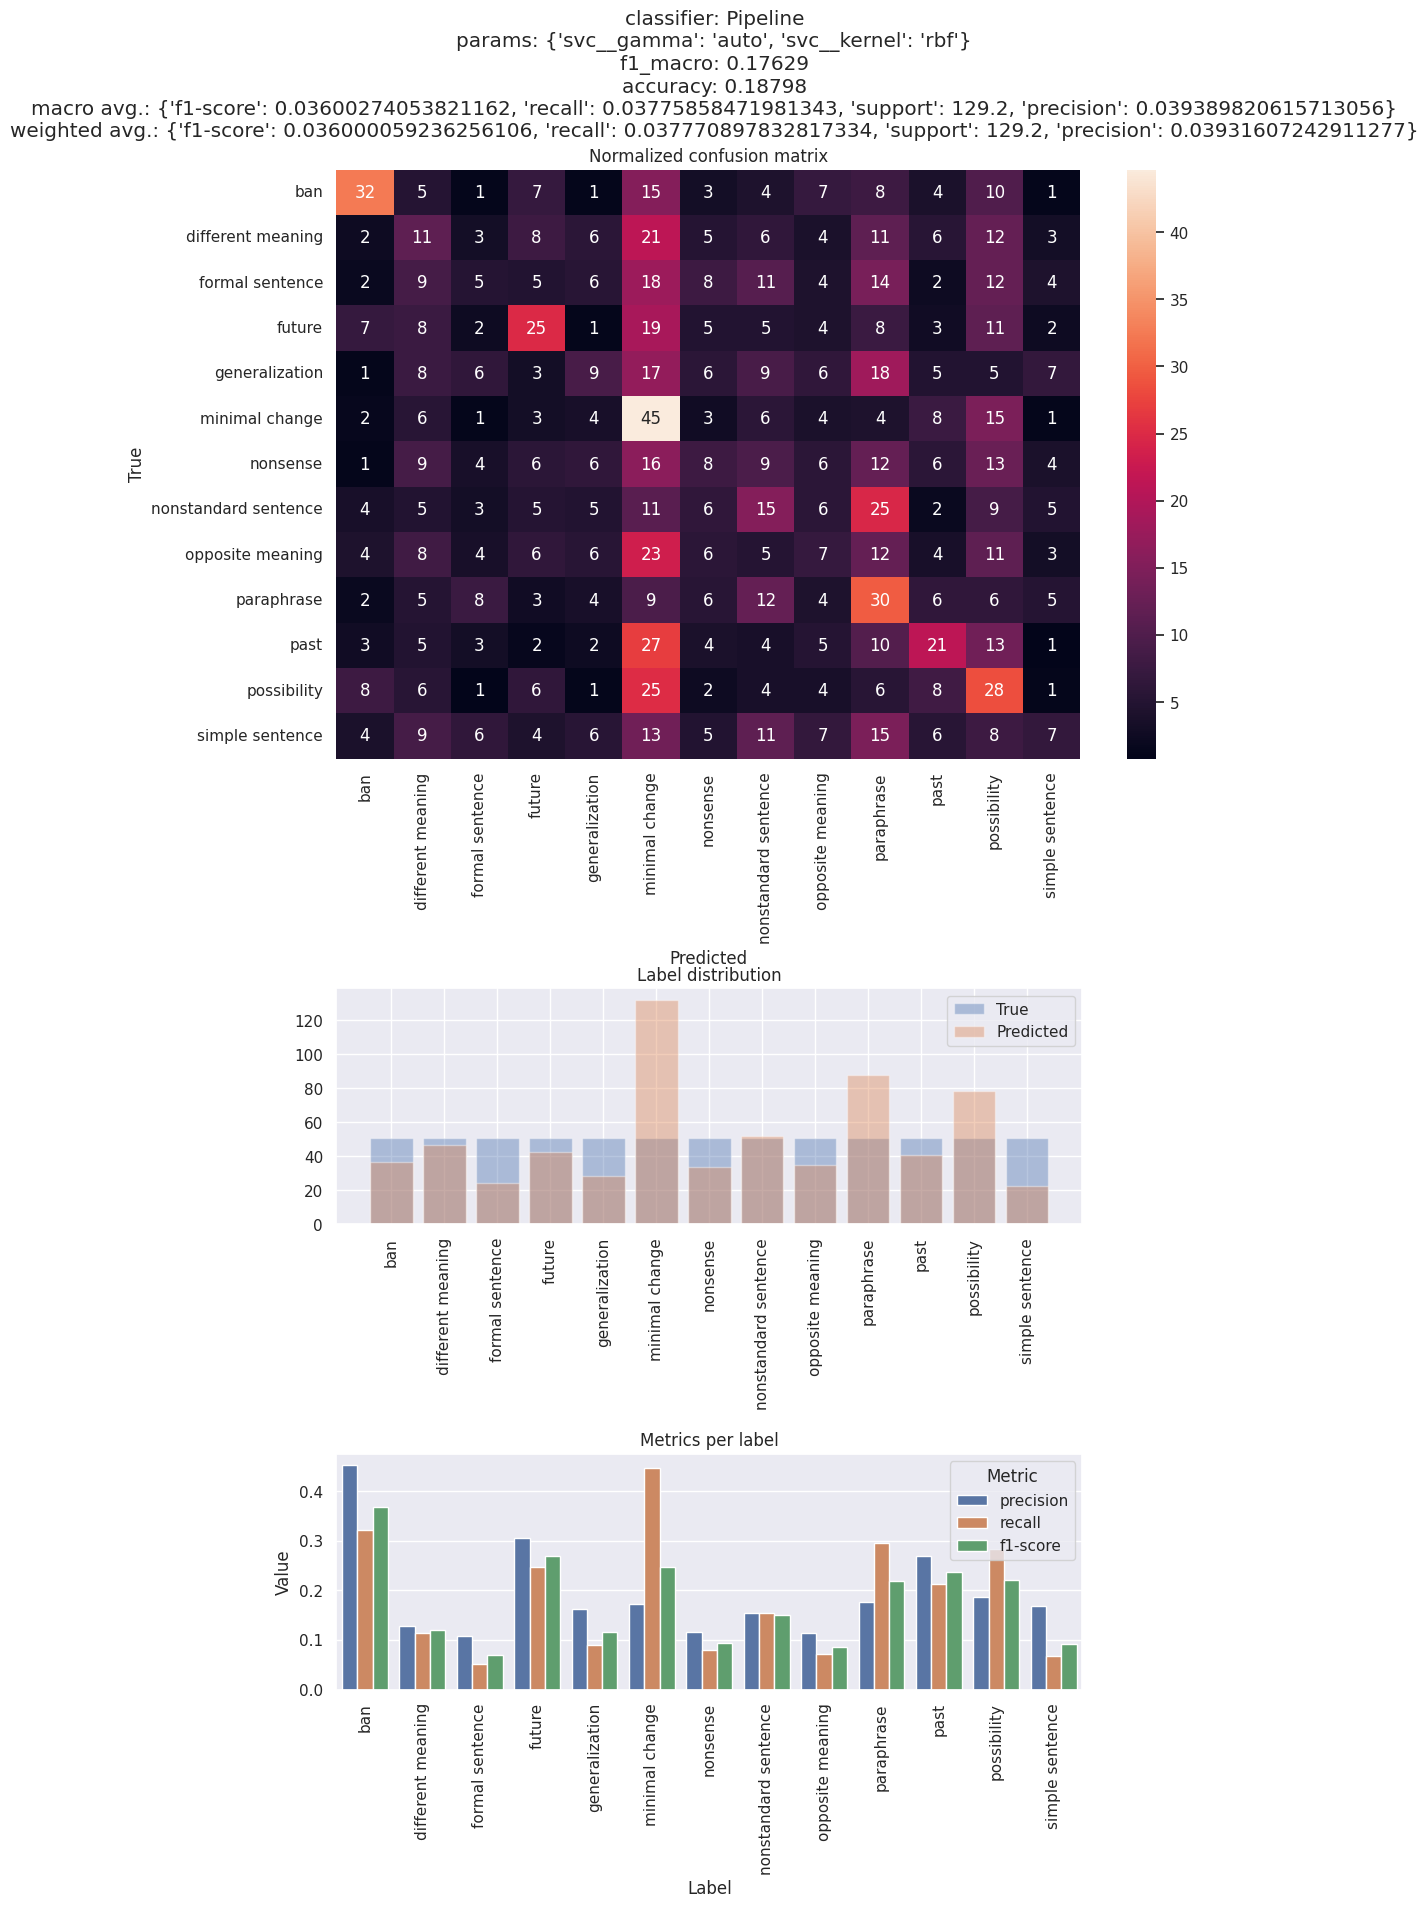 classifier: Pipeline
params: {'svc__gamma': 'auto', 'svc__kernel': 'rbf'}
f1_macro: 0.17629
accuracy: 0.18798
macro avg.: {'f1-score': 0.03600274053821162, 'recall': 0.03775858471981343, 'support': 129.2, 'precision': 0.0393898206157130​56}
weighted avg.: {'f1-score': 0.036000059236256106, 'recall': 0.037770897832817334, 'support': 129.2, 'precision': 0.03931607242911277}
Normalized confusion matrix
True
ban 32 5 1 7 1 15 3 4 7 8 4 10 1
different meaning 2 11 3 8 6 21 5 6 4 11 6 12 3
formal sentence 2 9 5 5 6 18 8 11 4 14 2 12 4
future 7 8 2 25 1 19 5 5 4 8 3 11 2
generalization 1 8 6 3 9 17 6 9 6 18 5 5 7
minimal change 2 6 1 3 4 45 3 6 4 4 8 15 1
nonsense 1 9 4 6 6 16 8 9 6 12 6 13 4
nonstandard sentence 4 5 3 5 5 11 6 15 6 25 2 9 5
opposite meaning 4 8 4 6 6 23 6 5 7 12 4 11 3
paraphrase 2 5 8 3 4 9 6 12 4 30 6 6 5
past 3 5 3 2 2 27 4 4 5 10 21 13 1
possibility 8 6 1 6 1 25 2 4 4 6 8 28 1
simple sentence 4 9 6 4 6 13 5 11 7 15 6 8 7
ban
different meaning
formal sentence
future
generalization
minimal change
nonsense
nonstandard sentence
opposite meaning
paraphrase
past
possibility
simple sentence
Predicted
40
35
30
25
20
15
10
5
Label distribution
True
Predicted
120
100
80
60
40
20
0
ban
different meaning
formal sentence
future
generalization
minimal change
nonsense
nonstandard sentence
opposite meaning
paraphrase
past
possibility
simple sentence
Metrics per label
Metric
precision
recall
f1-score
Value
0.4
0.3
0.2
0.1
0.0
ban
different meaning
formal sentence
future
generalization
minimal change
nonsense
nonstandard sentence
opposite meaning
paraphrase
past
possibility
simple sentence
Label